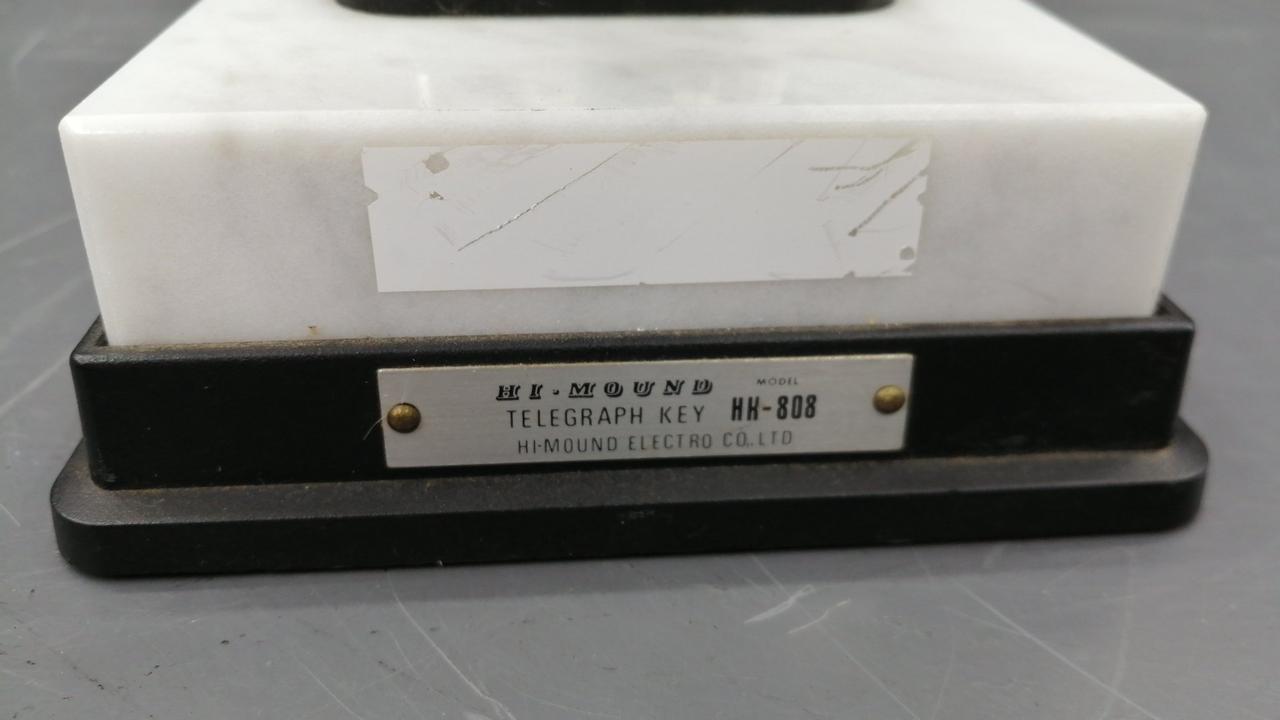 HI-MOUND
MODEL
TELEGRAPH KEY HK-808
HI-MOUND ELECTRO CO., LTD